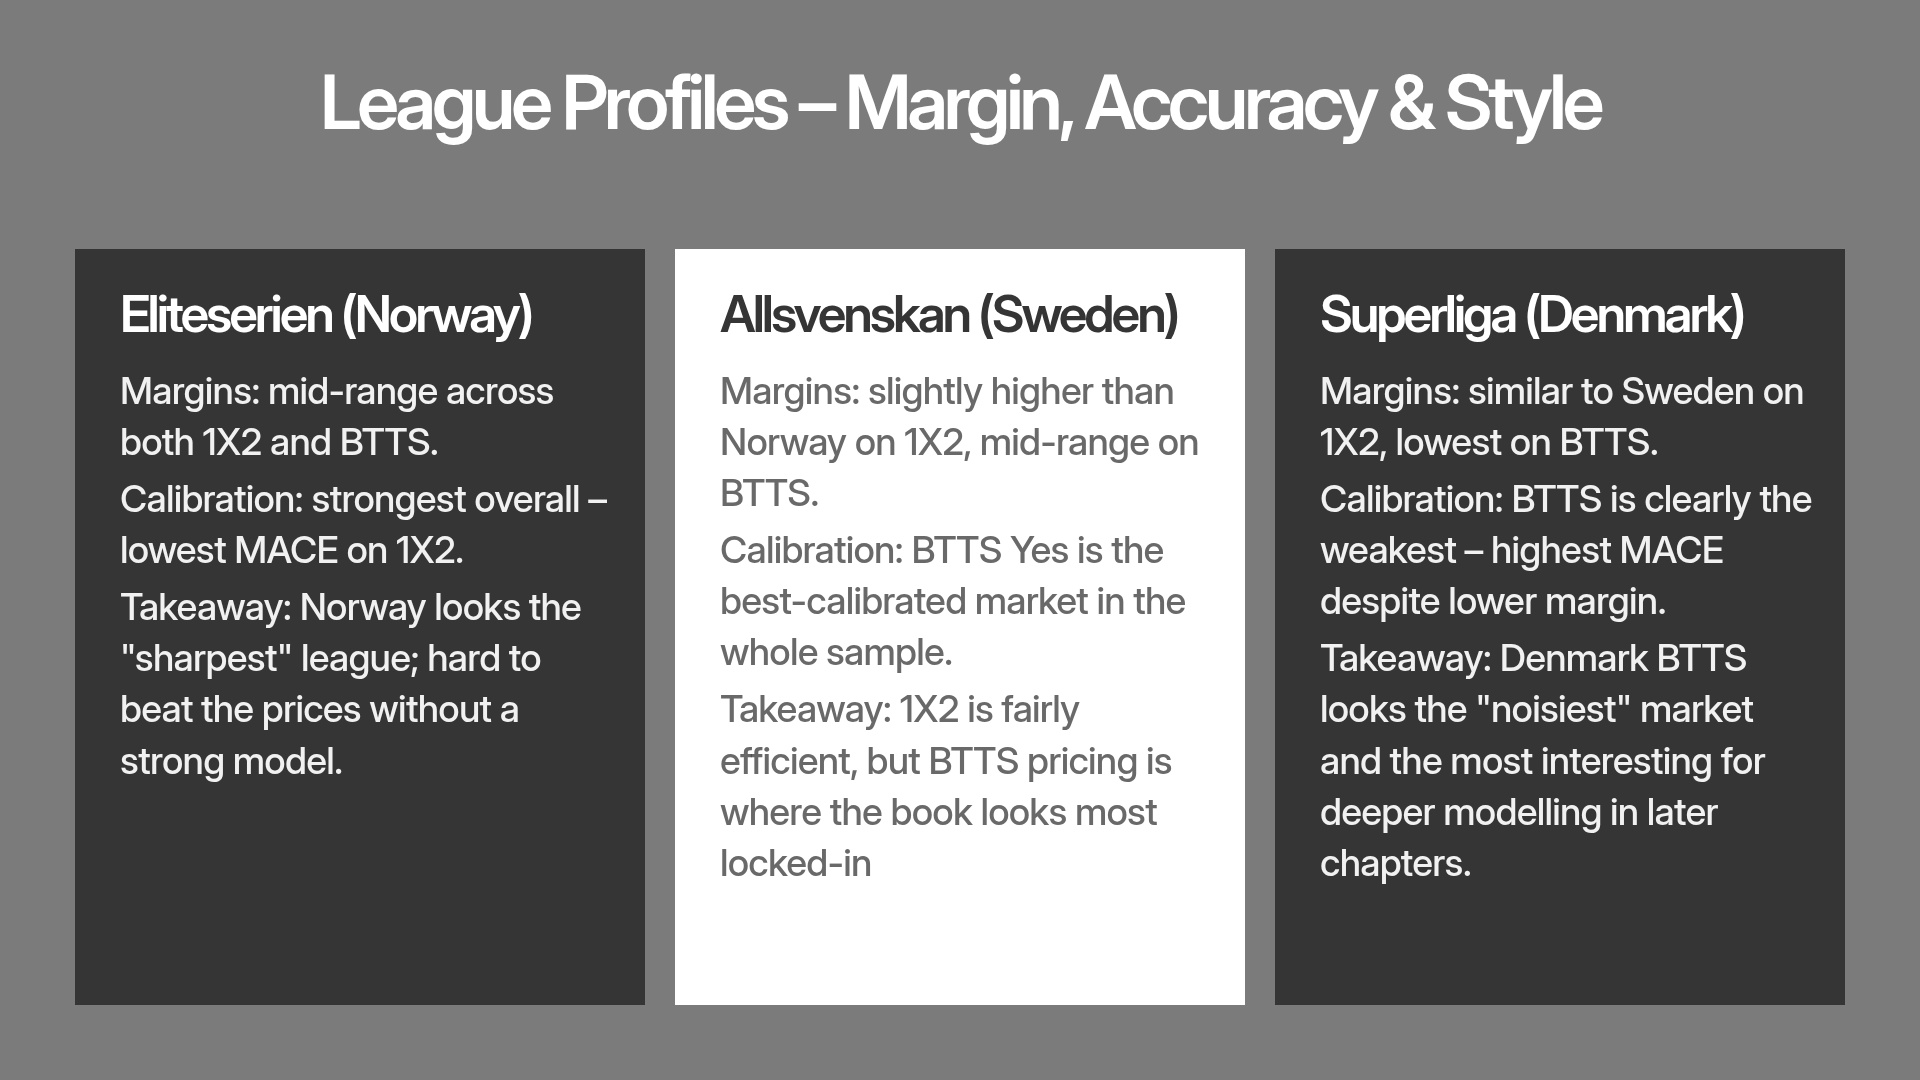 League Profiles – Margin, Accuracy & Style
Eliteserien (Norway)
Margins: mid-range across
both 1X2 and BTTS.
Calibration: strongest overall –
lowest MACE on 1X2.
Takeaway: Norway looks the
"sharpest" league; hard to
beat the prices without a
strong model.
Allsvenskan (Sweden)
Margins: slightly higher than
Norway on 1X2, mid-range on
BTTS.
Calibration: BTTS Yes is the
best-calibrated market in the
whole sample.
Takeaway: 1X2 is fairly
efficient, but BTTS pricing is
where the book looks most
locked-in
Superliga (Denmark)
Margins: similar to Sweden on
1X2, lowest on BTTS.
Calibration: BTTS is clearly the
weakest – highest MACE
despite lower margin.
Takeaway: Denmark BTTS
looks the "noisiest" market
and the most interesting for
deeper modelling in later
chapters.